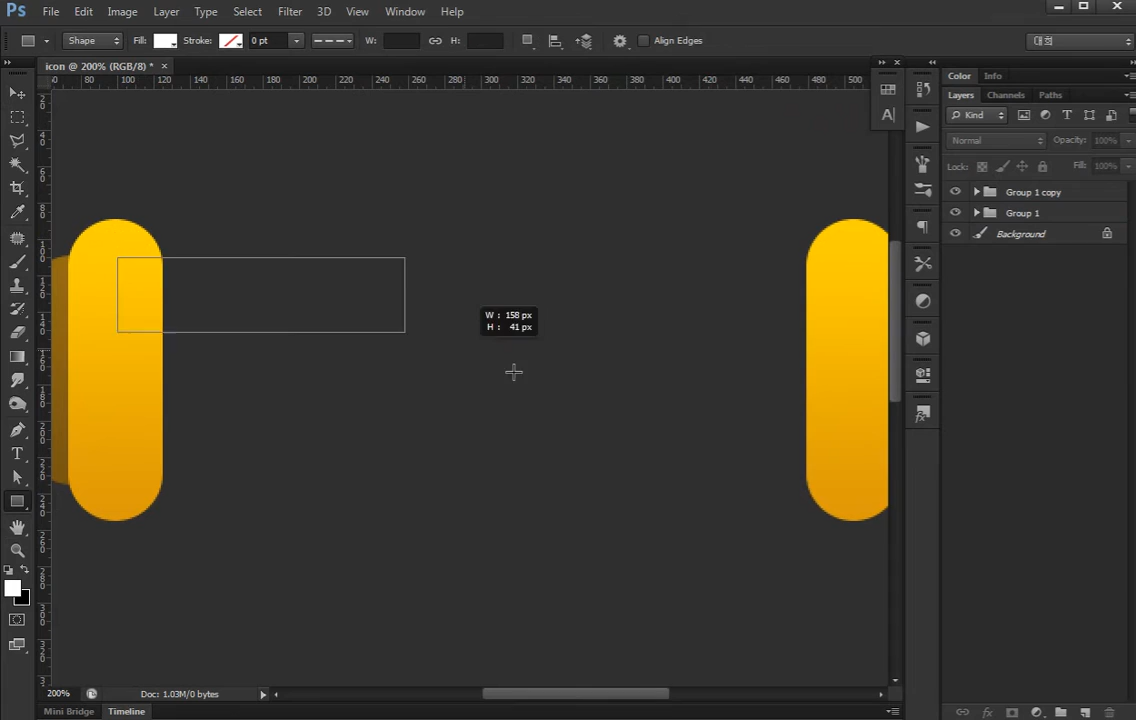 Ps File Edit Image Layer Type Select Filter 3D View Window Help
Shape Fill: Stroke: 0 pt W: H: Align Edges 대희
icon @ 200% (RGB/8) * × Color Info
80 100 120 140 160 180 200 220 240 260 280 300 320 340 360 380 400 420 440 460 480 500
Layers Channels Paths
Kind
Normal Opacity: 100%
Lock: Fill: 100%
Group 1 copy
Group 1
Background
W : 158 px
H : 41 px
200% Doc: 1.03M/0 bytes
Mini Bridge Timeline